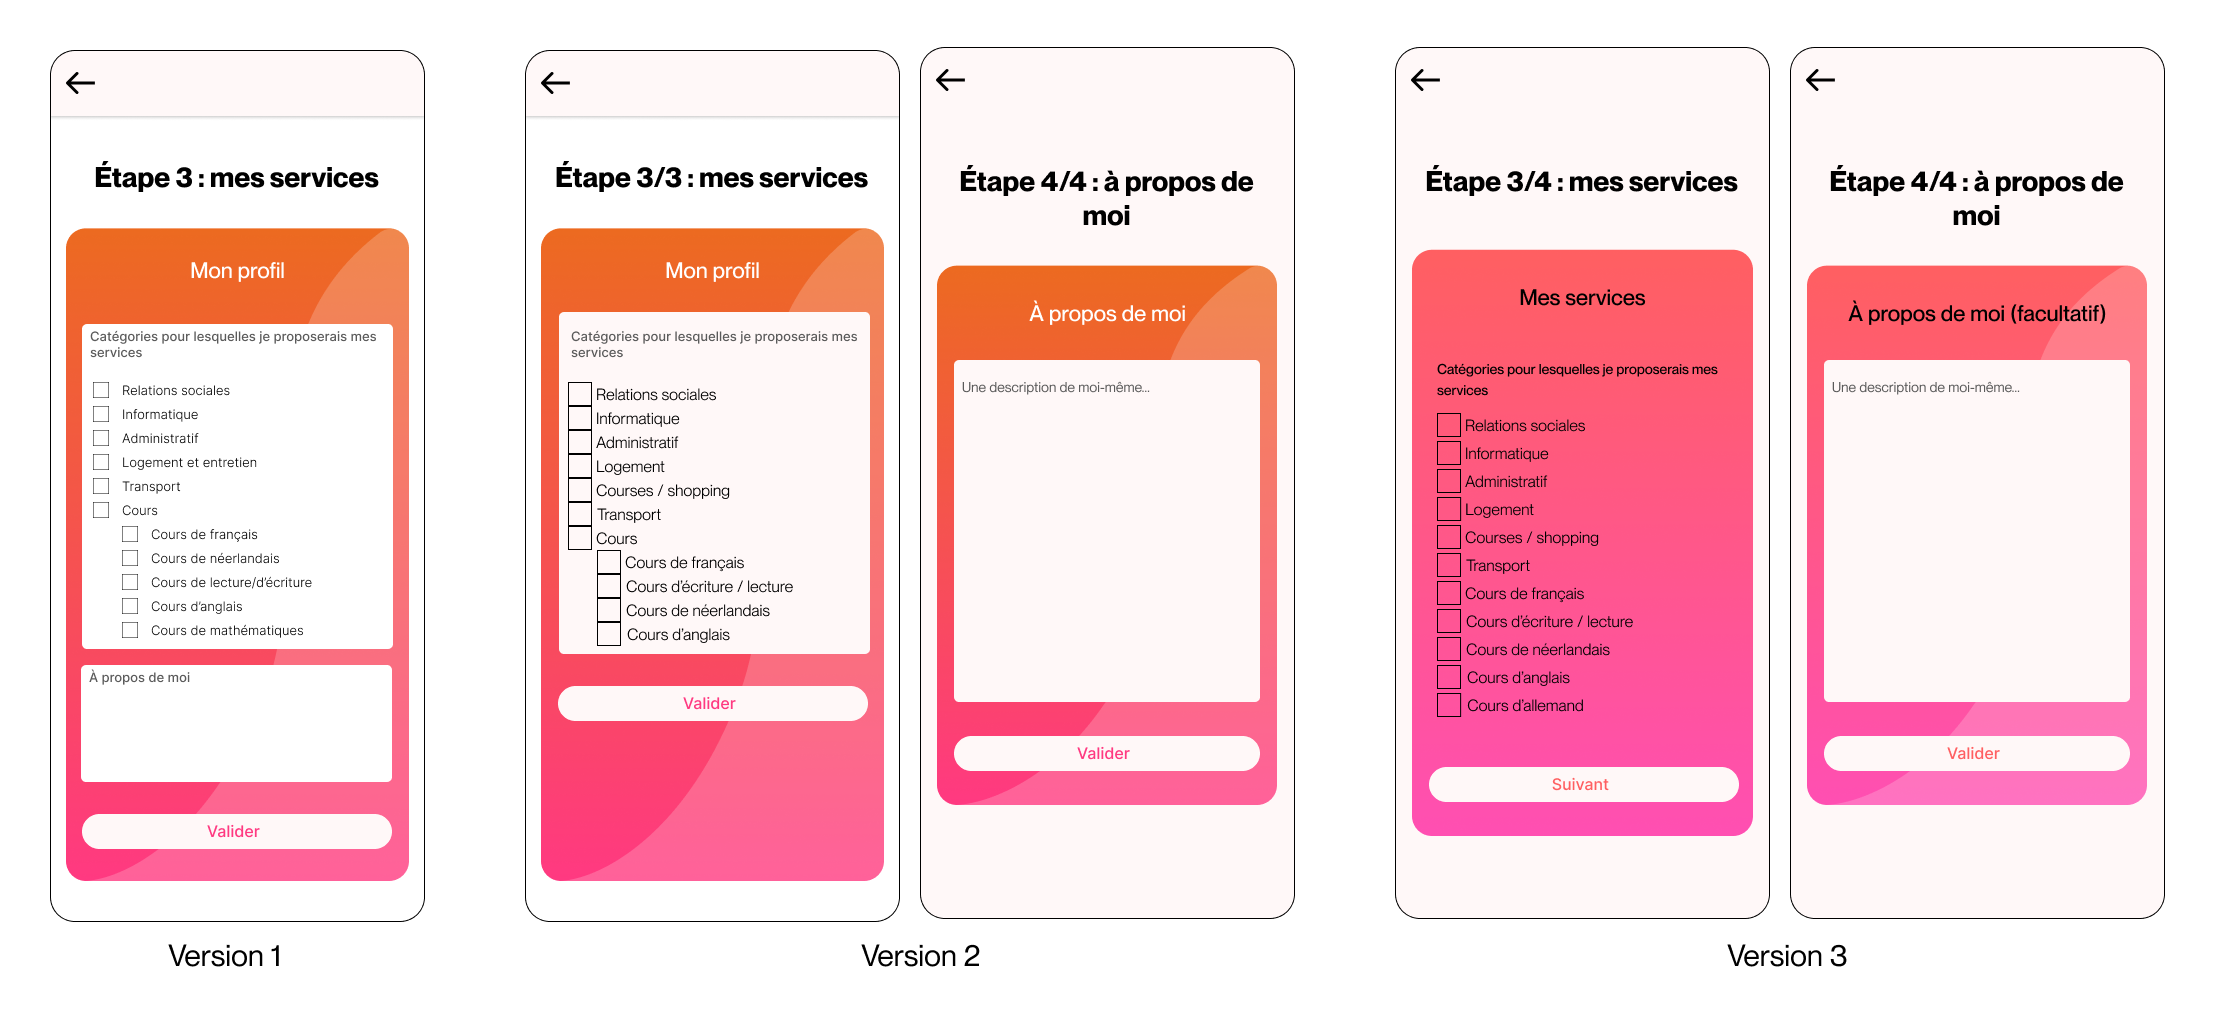 Étape 3 : mes services
Mon profil
Catégories pour lesquelles je proposerais mes
services
Relations sociales
Informatique
Administratif
Logement et entretien
Transport
Cours
Cours de français
Cours de néerlandais
Cours de lecture/d'écriture
Cours d'anglais
Cours de mathématiques
À propos de moi
Valider
Version 1
Étape 3/3 : mes services
Mon profil
Catégories pour lesquelles je proposerais mes
services
Relations sociales
Informatique
Administratif
Logement
Courses / shopping
Transport
Cours
Cours de français
Cours d'écriture / lecture
Cours de néerlandais
Cours d'anglais
Valider
Étape 4/4 : à propos de
moi
À propos de moi
Une description de moi-même...
Valider
Version 2
Étape 3/4 : mes services
Mes services
Catégories pour lesquelles je proposerais mes
services
Relations sociales
Informatique
Administratif
Logement
Courses / shopping
Transport
Cours de français
Cours d'écriture / lecture
Cours de néerlandais
Cours d'anglais
Cours d'allemand
Suivant
Étape 4/4 : à propos de
moi
À propos de moi (facultatif)
Une description de moi-même...
Valider
Version 3